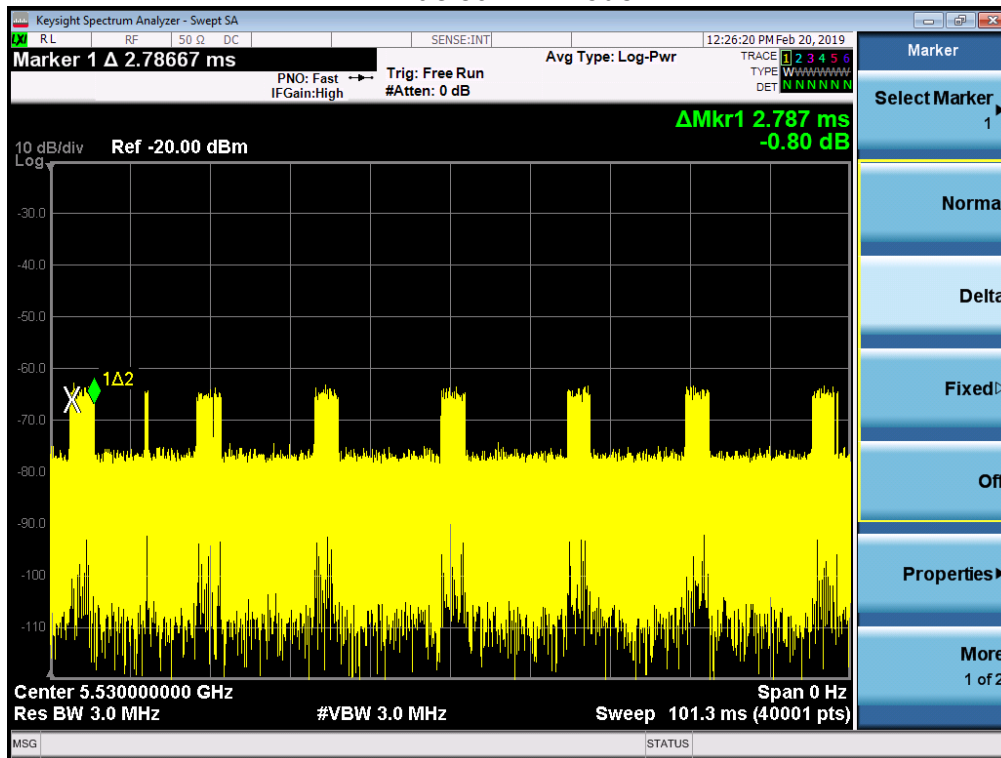 Keysight Spectrum Analyzer - Swept SA
LXI RL RF 50 Ω DC SENSE:INT 12:26:20 PM Feb 20, 2019
Marker 1 Δ 2.78667 ms
PNO: Fast
IFGain:High
Trig: Free Run
#Atten: 0 dB
Avg Type: Log-Pwr
TRACE 1 2 3 4 5 6
TYPE WWWWWW
DET N N N N N N
ΔMkr1 2.787 ms
-0.80 dB
10 dB/div Ref -20.00 dBm
Log
-30.0
-40.0
-50.0
-60.0
-70.0
-80.0
-90.0
-100
-110
X
1Δ2
Center 5.530000000 GHz Span 0 Hz
Res BW 3.0 MHz #VBW 3.0 MHz Sweep 101.3 ms (40001 pts)
MSG STATUS
Marker
Select Marker
1
Norma
Delta
Fixed
Off
Properties
More
1 of 2